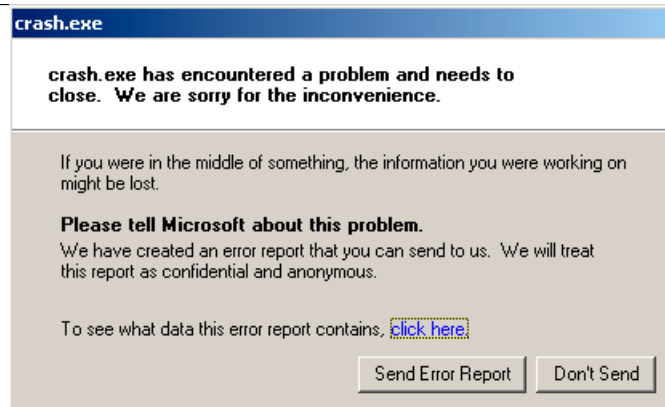 crash.exe
crash.exe has encountered a problem and needs to
close.  We are sorry for the inconvenience.
If you were in the middle of something, the information you were working on
might be lost.
Please tell Microsoft about this problem.
We have created an error report that you can send to us.  We will treat
this report as confidential and anonymous.
To see what data this error report contains, click here.
Send Error Report Don't Send